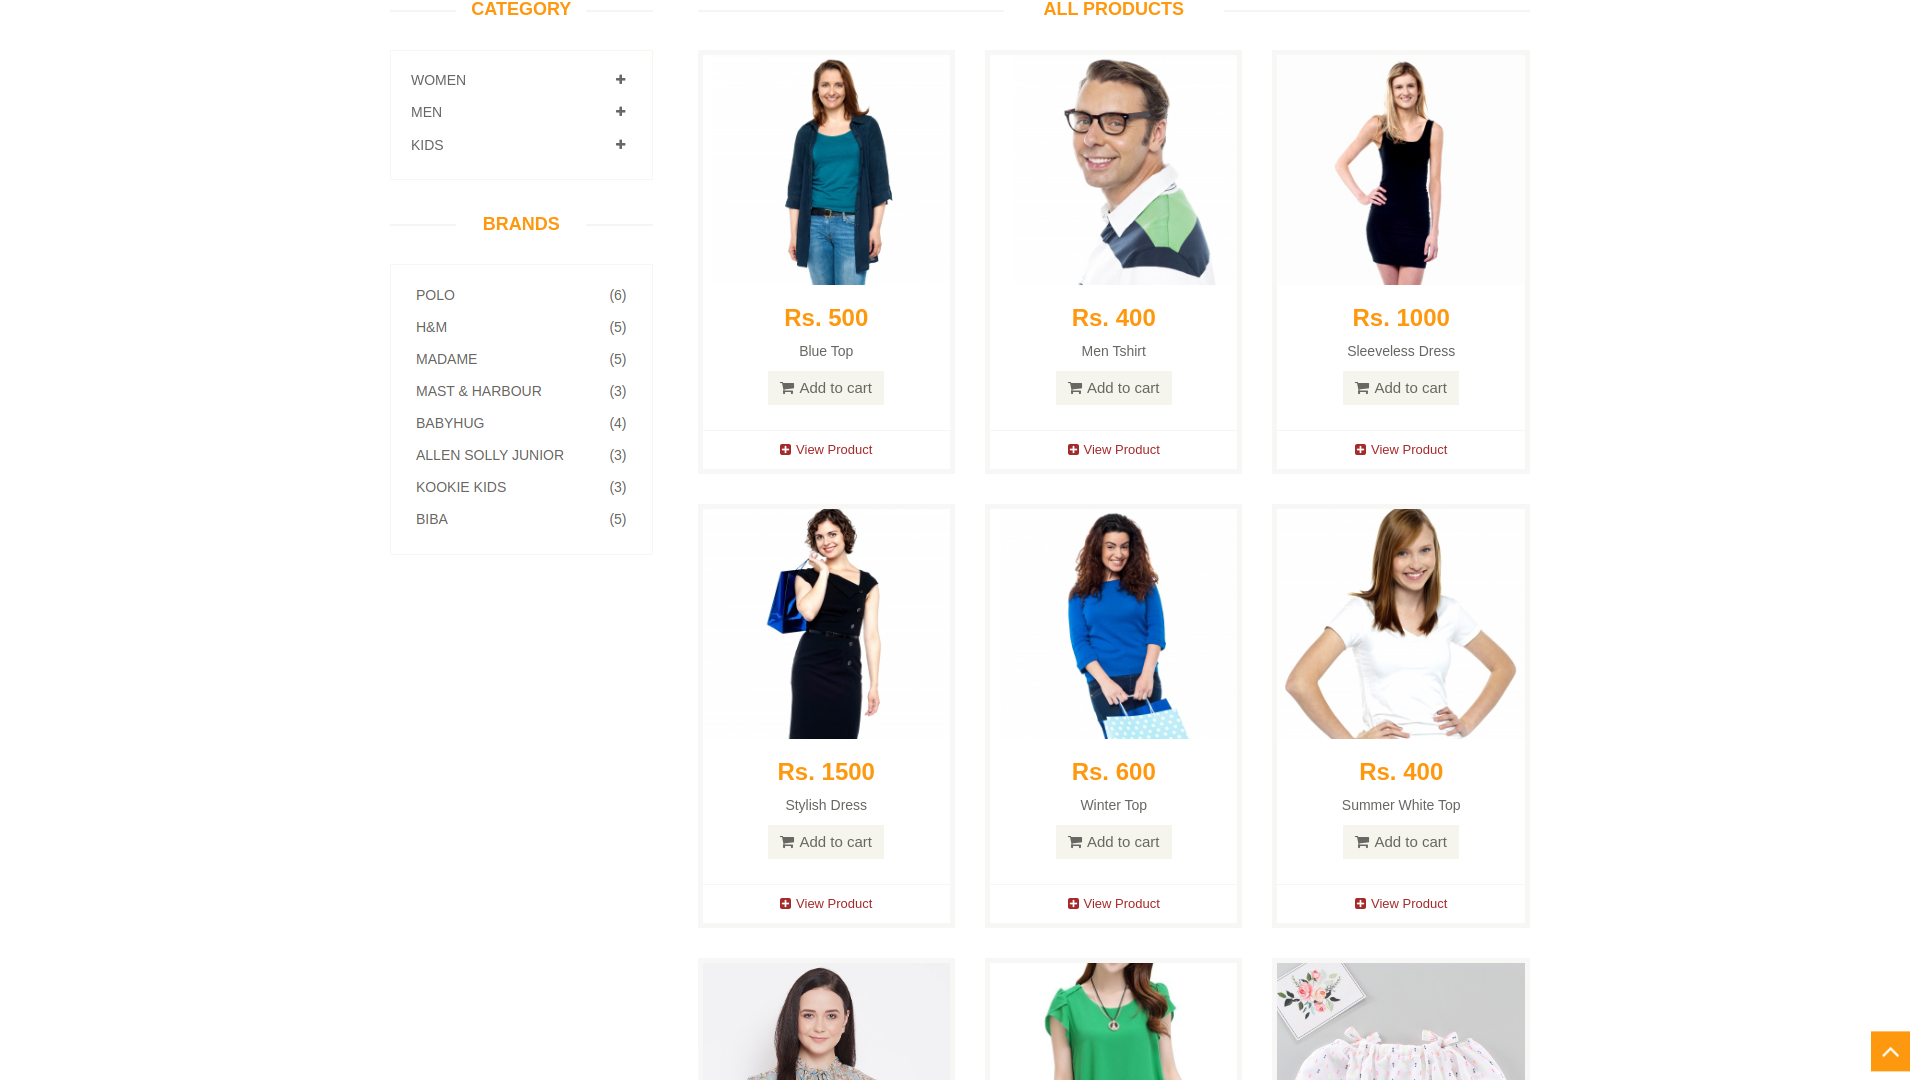 CATEGORY
WOMEN
MEN
KIDS
BRANDS
POLO (6)
H&M (5)
MADAME (5)
MAST & HARBOUR (3)
BABYHUG (4)
ALLEN SOLLY JUNIOR (3)
KOOKIE KIDS (3)
BIBA (5)
ALL PRODUCTS
Rs. 500
Blue Top
Add to cart
View Product
Rs. 400
Men Tshirt
Add to cart
View Product
Rs. 1000
Sleeveless Dress
Add to cart
View Product
Rs. 1500
Stylish Dress
Add to cart
View Product
Rs. 600
Winter Top
Add to cart
View Product
Rs. 400
Summer White Top
Add to cart
View Product